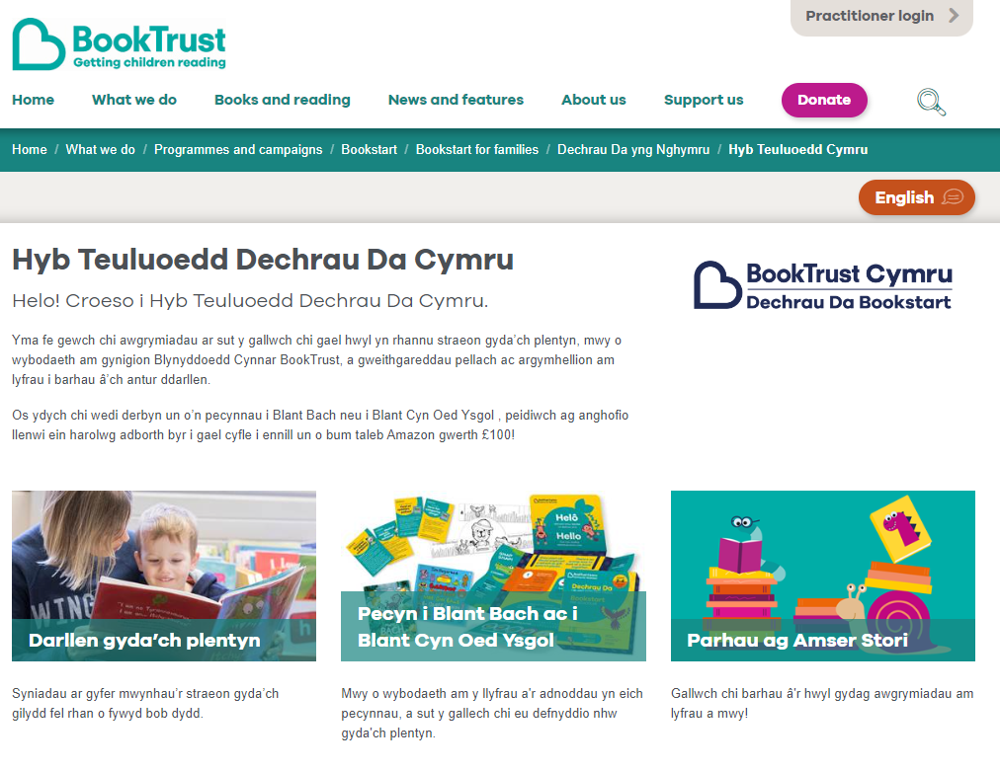 Practitioner login
BookTrust
Getting children reading
Home What we do Books and reading News and features About us Support us Donate
Home / What we do / Programmes and campaigns / Bookstart / Bookstart for families / Dechrau Da yng Nghymru / Hyb Teuluoedd Cymru
English
Hyb Teuluoedd Dechrau Da Cymru
Helo! Croeso i Hyb Teuluoedd Dechrau Da Cymru.
BookTrust Cymru
Dechrau Da Bookstart
Yma fe gewch chi awgrymiadau ar sut y gallwch chi gael hwyl yn rhannu straeon gyda’ch plentyn, mwy o
wybodaeth am gynigion Blynyddoedd Cynnar BookTrust, a gweithgareddau pellach ac argymhellion am
lyfrau i barhau â’ch antur ddarllen.
Os ydych chi wedi derbyn un o’n pecynnau i Blant Bach neu i Blant Cyn Oed Ysgol , peidiwch ag anghofio
llenwi ein harolwg adborth byr i gael cyfle i ennill un o bum taleb Amazon gwerth £100!
WING
Darllen gyda’ch plentyn
Helô
Hello
Dechrau Da
Bookstart
Pecyn i Blant Bach ac i
Blant Cyn Oed Ysgol
Parhau ag Amser Stori
Syniadau ar gyfer mwynhau’r straeon gyda’ch
gilydd fel rhan o fywyd bob dydd.
Mwy o wybodaeth am y llyfrau a’r adnoddau yn eich
pecynnau, a sut y gallech chi eu defnyddio nhw
gyda’ch plentyn.
Gallwch chi barhau â’r hwyl gydag awgrymiadau am
lyfrau a mwy!